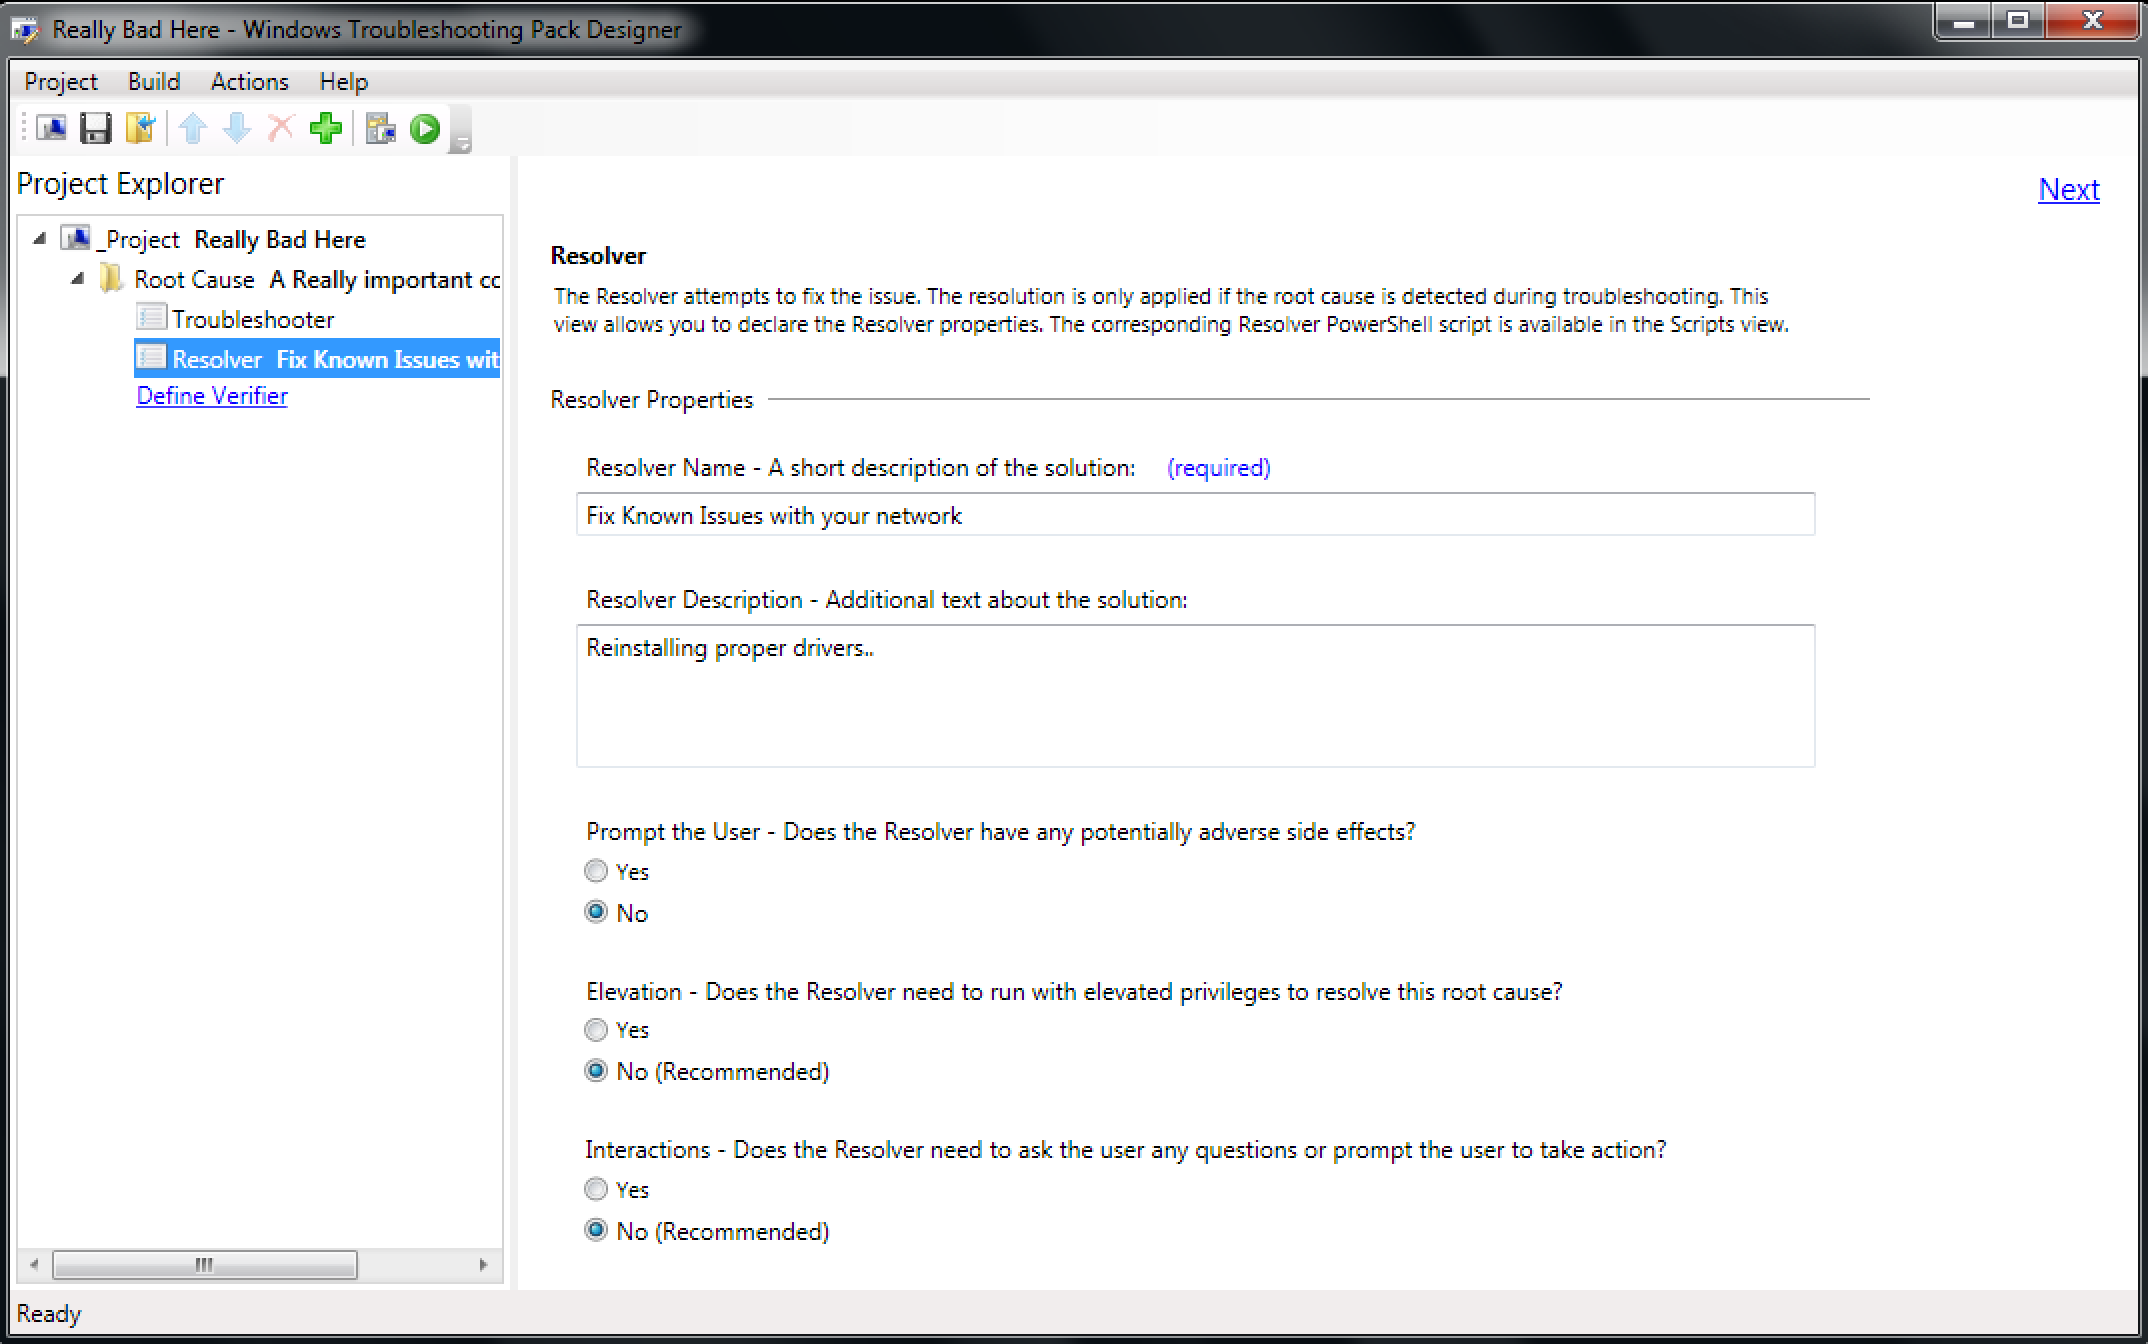 Really Bad Here - Windows Troubleshooting Pack Designer
Project Build Actions Help
Project Explorer
_Project Really Bad Here
Root Cause A Really important cc
Troubleshooter
Resolver Fix Known Issues wit
Define Verifier
Next
Resolver
The Resolver attempts to fix the issue. The resolution is only applied if the root cause is detected during troubleshooting. This
view allows you to declare the Resolver properties. The corresponding Resolver PowerShell script is available in the Scripts view.
Resolver Properties
Resolver Name - A short description of the solution: (required)
Fix Known Issues with your network
Resolver Description - Additional text about the solution:
Reinstalling proper drivers..
Prompt the User - Does the Resolver have any potentially adverse side effects?
Yes
No
Elevation - Does the Resolver need to run with elevated privileges to resolve this root cause?
Yes
No (Recommended)
Interactions - Does the Resolver need to ask the user any questions or prompt the user to take action?
Yes
No (Recommended)
Ready